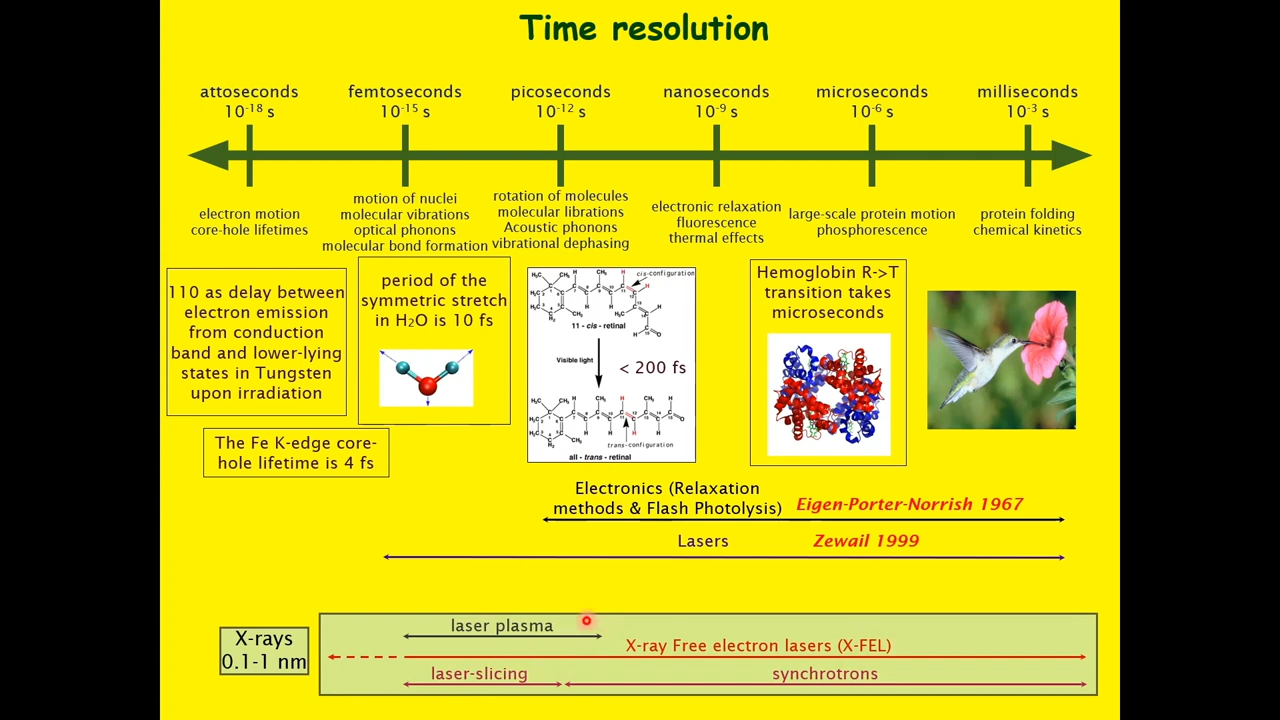 Time resolution
attoseconds
10-18 s
femtoseconds
10-15 s
picoseconds
10-12 s
nanoseconds
10-9 s
microseconds
10-6 s
milliseconds
10-3 s
electron motion
core-hole lifetimes
motion of nuclei
molecular vibrations
optical phonons
molecular bond formation
rotation of molecules
molecular librations
Acoustic phonons
vibrational dephasing
electronic relaxation
fluorescence
thermal effects
large-scale protein motion
phosphorescence
protein folding
chemical kinetics
110 as delay between
electron emission
from conduction
band and lower-lying
states in Tungsten
upon irradiation
The Fe K-edge core-
hole lifetime is 4 fs
period of the
symmetric stretch
in H2O is 10 fs
cis-configuration
11 - cis - retinal
Visible light
< 200 fs
trans-configuration
all - trans - retinal
Hemoglobin R->T
transition takes
microseconds
Electronics (Relaxation
methods & Flash Photolysis)
Eigen-Porter-Norrish 1967
Lasers
Zewail 1999
X-rays
0.1-1 nm
laser plasma
X-ray Free electron lasers (X-FEL)
laser-slicing
synchrotrons